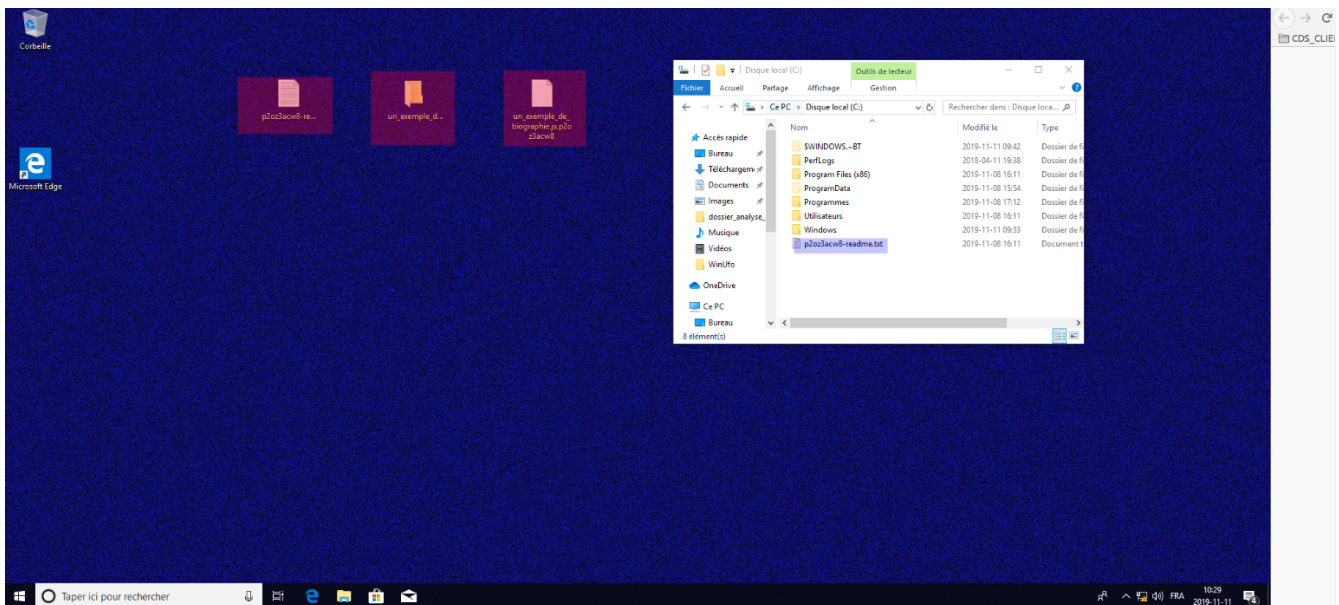 Corbeille
p2oz3acw8-re...
un_exemple_d...
un_exemple_de_
biographie.js.p2o
z3acw8
Microsoft Edge
Disque local (C:)
Outils de lecteur
Fichier Accueil Partage Affichage Gestion
Ce PC > Disque local (C:)
Rechercher dans : Disque loca...
Nom Modifié le Type
Accès rapide
Bureau
Téléchargem
Documents
Images
dossier_analyse_
Musique
Vidéos
WinUfo
OneDrive
Ce PC
Bureau
$WINDOWS.~BT 2019-11-11 09:42 Dossier de fi
PerfLogs 2018-04-11 19:38 Dossier de fi
Program Files (x86) 2019-11-08 16:11 Dossier de fi
ProgramData 2019-11-08 15:54 Dossier de fi
Programmes 2019-11-08 17:12 Dossier de fi
Utilisateurs 2019-11-08 16:11 Dossier de fi
Windows 2019-11-11 09:33 Dossier de fi
p2oz3acw8-readme.txt 2019-11-08 16:11 Document t
8 élément(s)
CDS_CLIE
Taper ici pour rechercher
FRA
10:29
2019-11-11
4